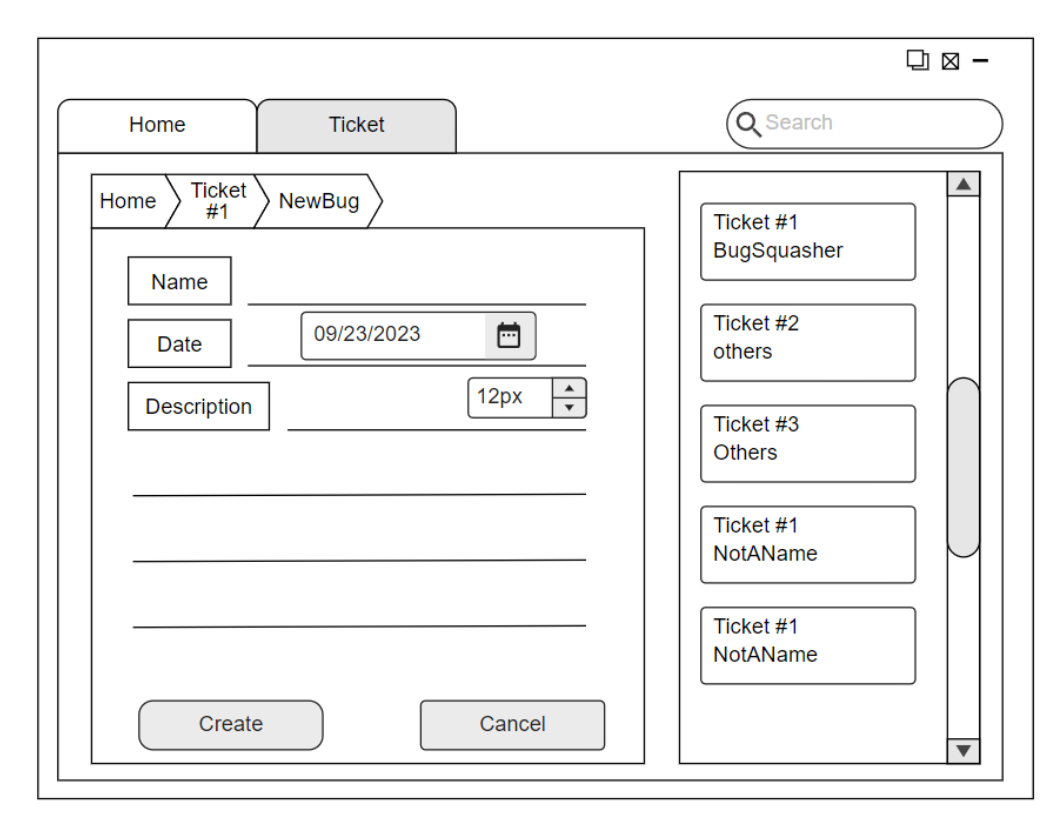 Home
Ticket
Search
Home
Ticket
#1
NewBug
Name
Date
09/23/2023
Description
12px
Create
Cancel
Ticket #1
BugSquasher
Ticket #2
others
Ticket #3
Others
Ticket #1
NotAName
Ticket #1
NotAName